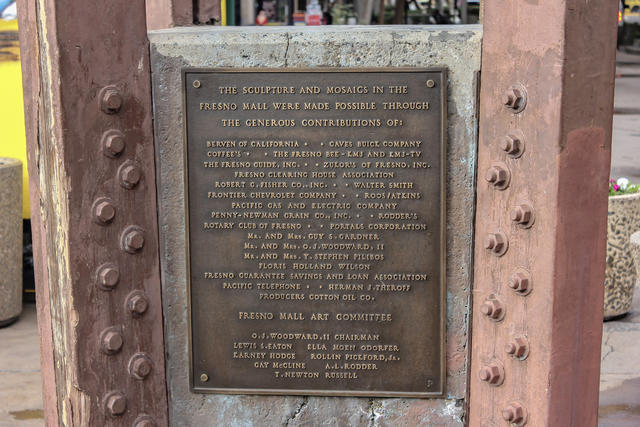 THE SCULPTURE AND MOSAICS IN THE
FRESNO MALL WERE MADE POSSIBLE THROUGH
THE GENEROUS CONTRIBUTIONS OF:
BERVEN OF CALIFORNIA • • CAVES BUICK COMPANY
COFFEE'S • • THE FRESNO BEE-KMJ AND KMJ-TV
THE FRESNO GUIDE, INC. • • ZUKOR'S OF FRESNO, INC.
FRESNO CLEARING HOUSE ASSOCIATION
ROBERT G. FISHER CO., INC. • • WALTER SMITH
FRONTIER CHEVROLET COMPANY • • ROOS/ATKINS
PACIFIC GAS AND ELECTRIC COMPANY
PENNY-NEWMAN GRAIN CO., INC. • • RODDER'S
ROTARY CLUB OF FRESNO • • PORTALS CORPORATION
MR. AND MRS. GUY S. GARDNER
MR. AND MRS. O.J. WOODWARD, II
MR. AND MRS. Y. STEPHEN PILIBOS
FLORIS HOLLAND WILSON
FRESNO GUARANTEE SAVINGS AND LOAN ASSOCIATION
PACIFIC TELEPHONE • • HERMAN J. THEROFF
PRODUCERS COTTON OIL CO.
FRESNO MALL ART COMMITTEE
O.J. WOODWARD, II CHAIRMAN
LEWIS S. EATON ELLA MOEN ODORFER
KARNEY HODGE ROLLIN PICKFORD, JR.
GAY McCLINE A.L. RODDER
T. NEWTON RUSSELL